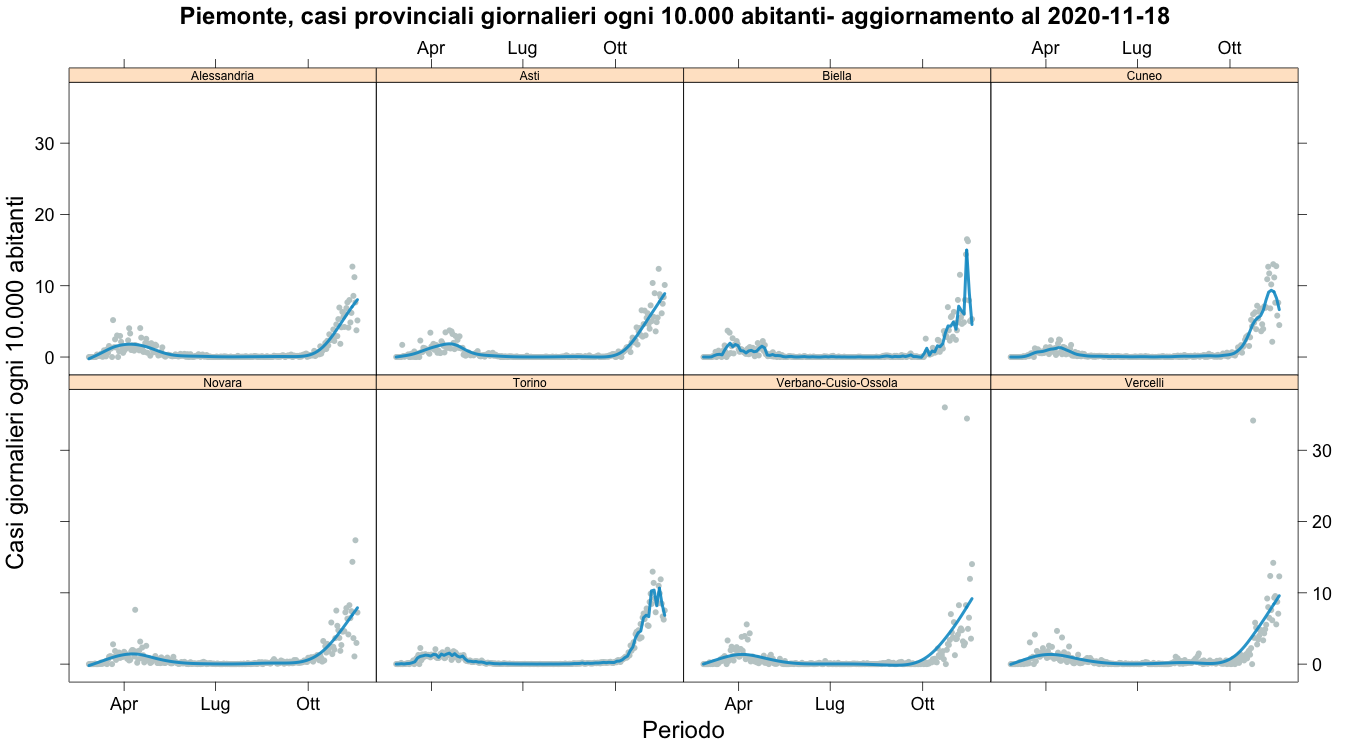 Piemonte, casi provinciali giornalieri ogni 10.000 abitanti- aggiornamento al 2020-11-18
Apr Lug Ott Apr Lug Ott
Alessandria Asti Biella Cuneo
30
20
10
0
Novara Torino Verbano-Cusio-Ossola Vercelli
30
20
10
0
Apr Lug Ott Apr Lug Ott
Periodo
Casi giornalieri ogni 10.000 abitanti